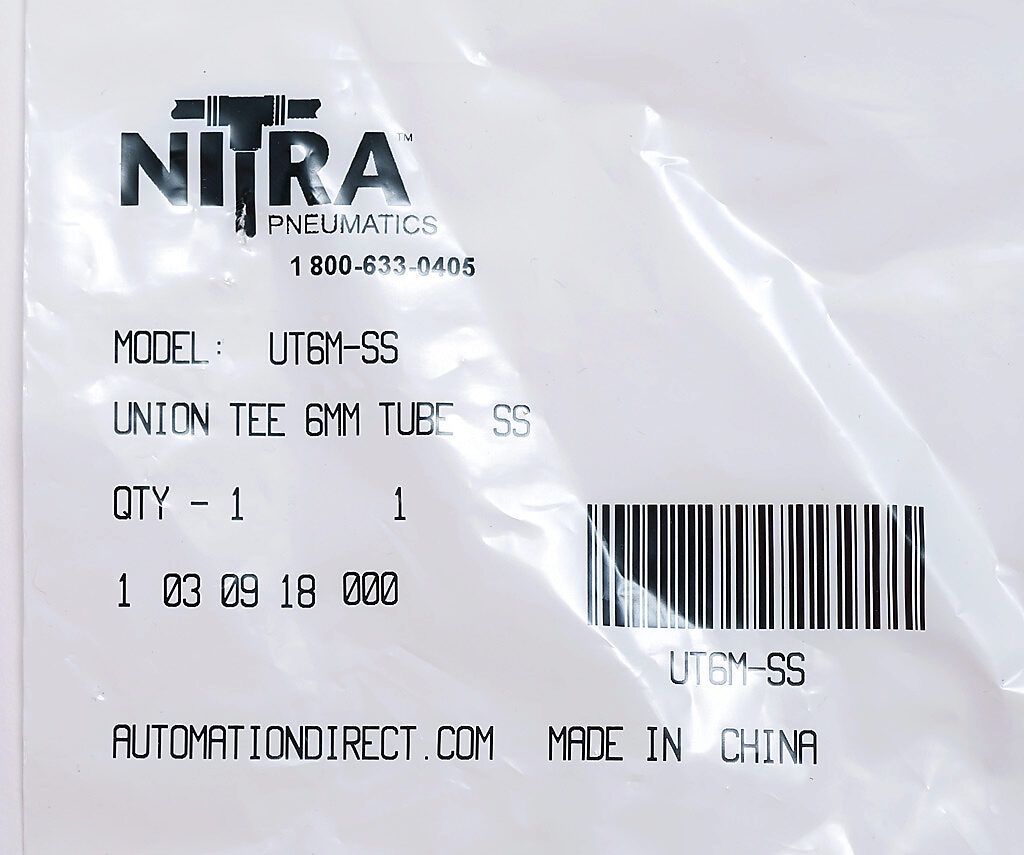 NITRA™
PNEUMATICS
1 800-633-0405
MODEL: UT6M-SS
UNION TEE 6MM TUBE SS
QTY - 1 1
1 03 09 18 000
UT6M-SS
AUTOMATIONDIRECT.COM MADE IN CHINA